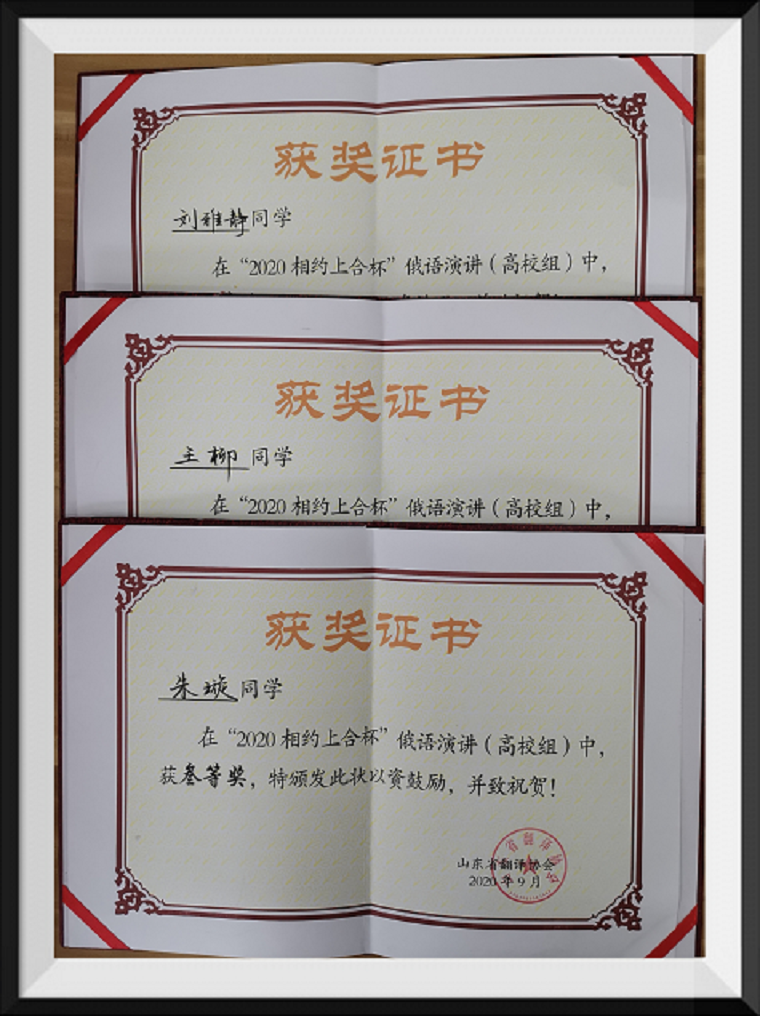 获奖证书
刘雅静同学
在“2020相约上合杯”俄语演讲（高校组）中，
获奖证书
王柳同学
在“2020相约上合杯”俄语演讲（高校组）中，
获奖证书
朱璇同学
在“2020相约上合杯”俄语演讲（高校组）中，
获叁等奖，特颁发此状以资鼓励，并致祝贺！
山东省翻译协会
2020年9月